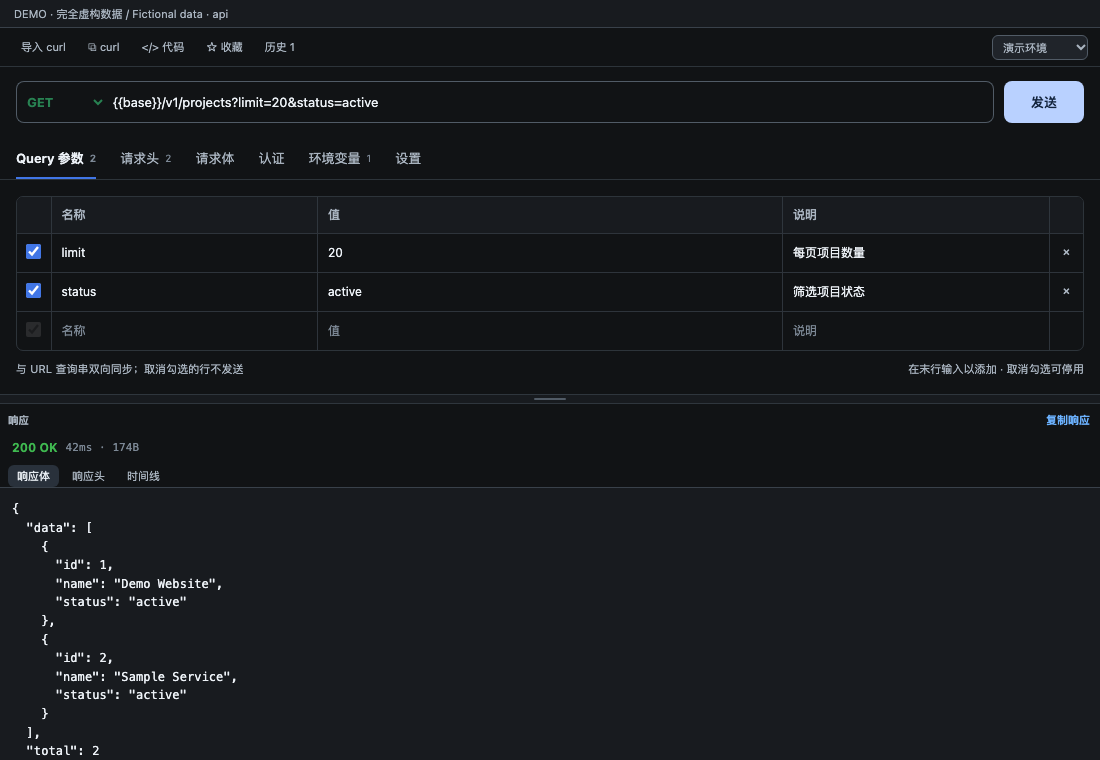 DEMO · 完全虚构数据 / Fictional data · api
导入 curl curl </> 代码 ☆ 收藏 历史 1 演示环境
GET {{base}}/v1/projects?limit=20&status=active 发送
Query 参数 2 请求头 2 请求体 认证 环境变量 1 设置
名称 值 说明
limit 20 每页项目数量 ×
status active 筛选项目状态 ×
名称 值 说明
与 URL 查询串双向同步；取消勾选的行不发送 在末行输入以添加 · 取消勾选可停用
响应 复制响应
200 OK 42ms · 174B
响应体 响应头 时间线
{
  "data": [
    {
      "id": 1,
      "name": "Demo Website",
      "status": "active"
    },
    {
      "id": 2,
      "name": "Sample Service",
      "status": "active"
    }
  ],
  "total": 2